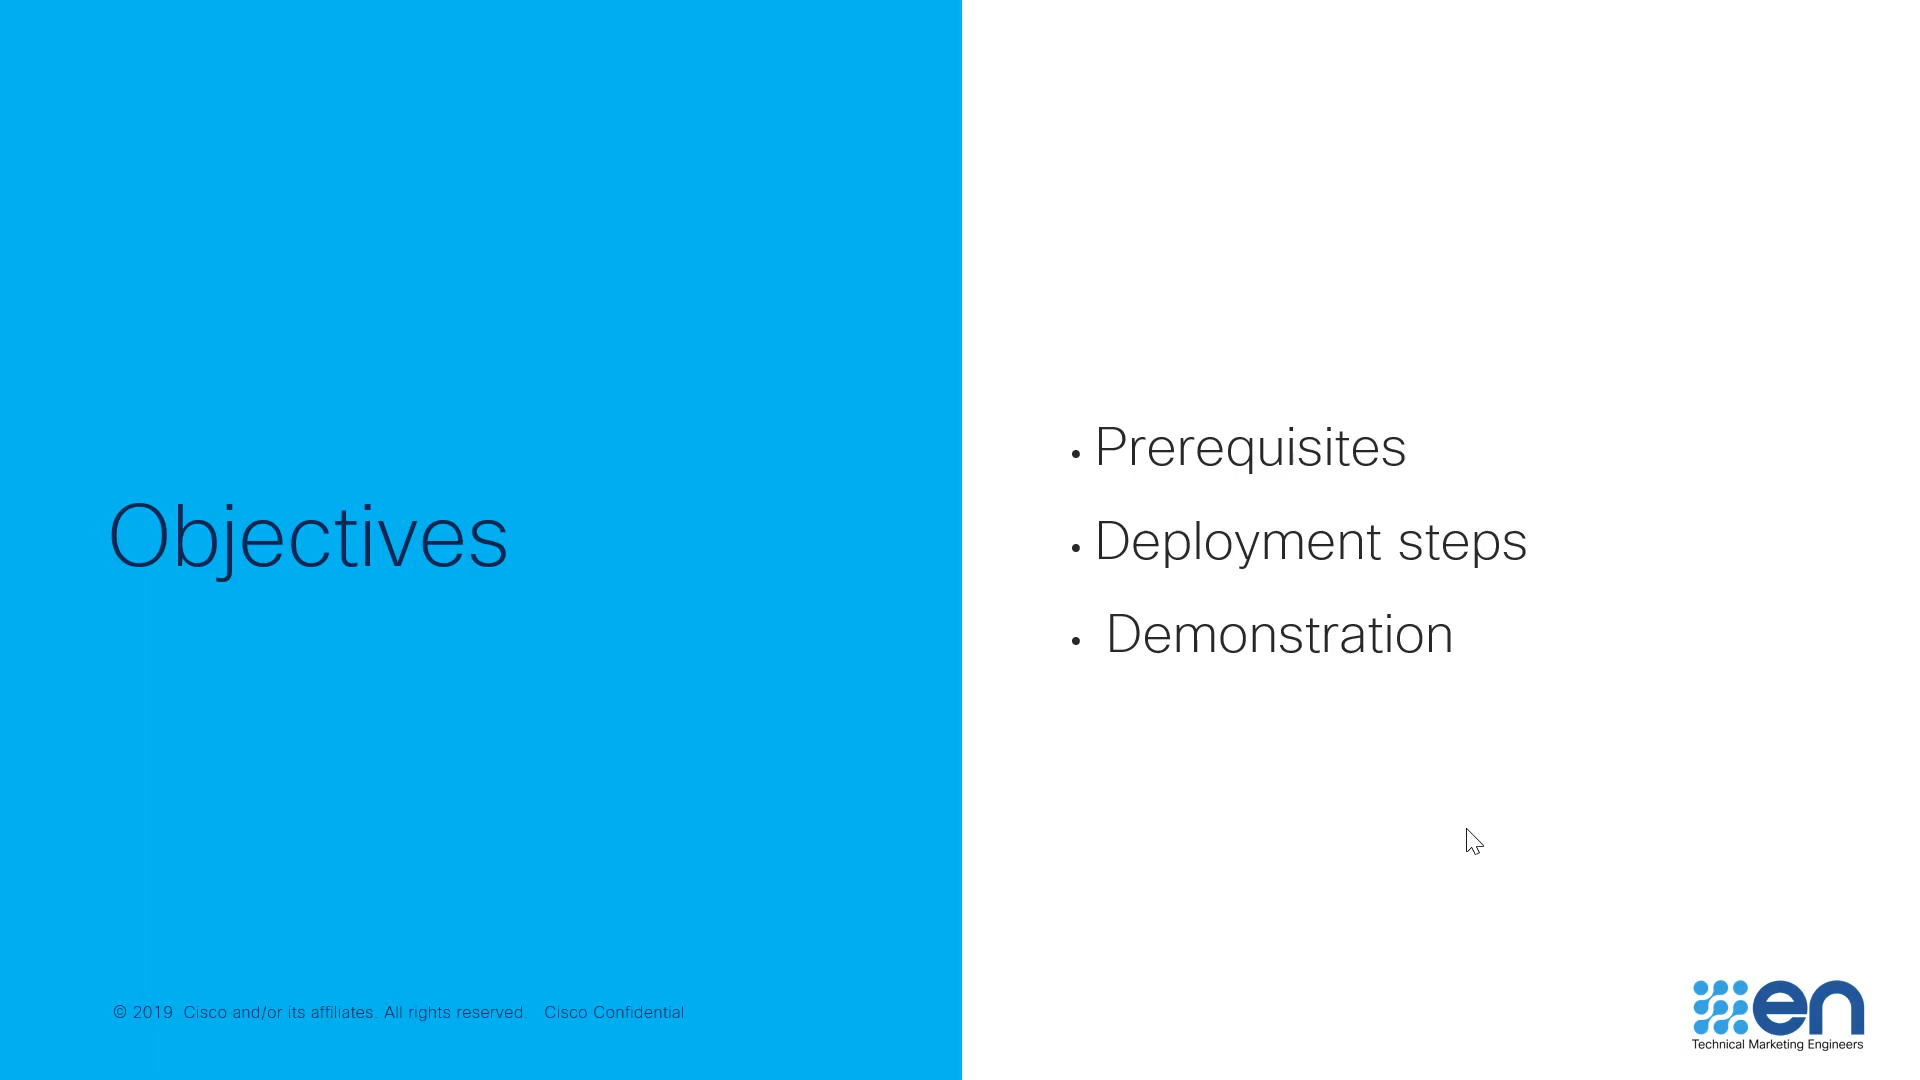 Objectives
• Prerequisites
• Deployment steps
• Demonstration
© 2019 Cisco and/or its affiliates. All rights reserved. Cisco Confidential
en
Technical Marketing Engineers